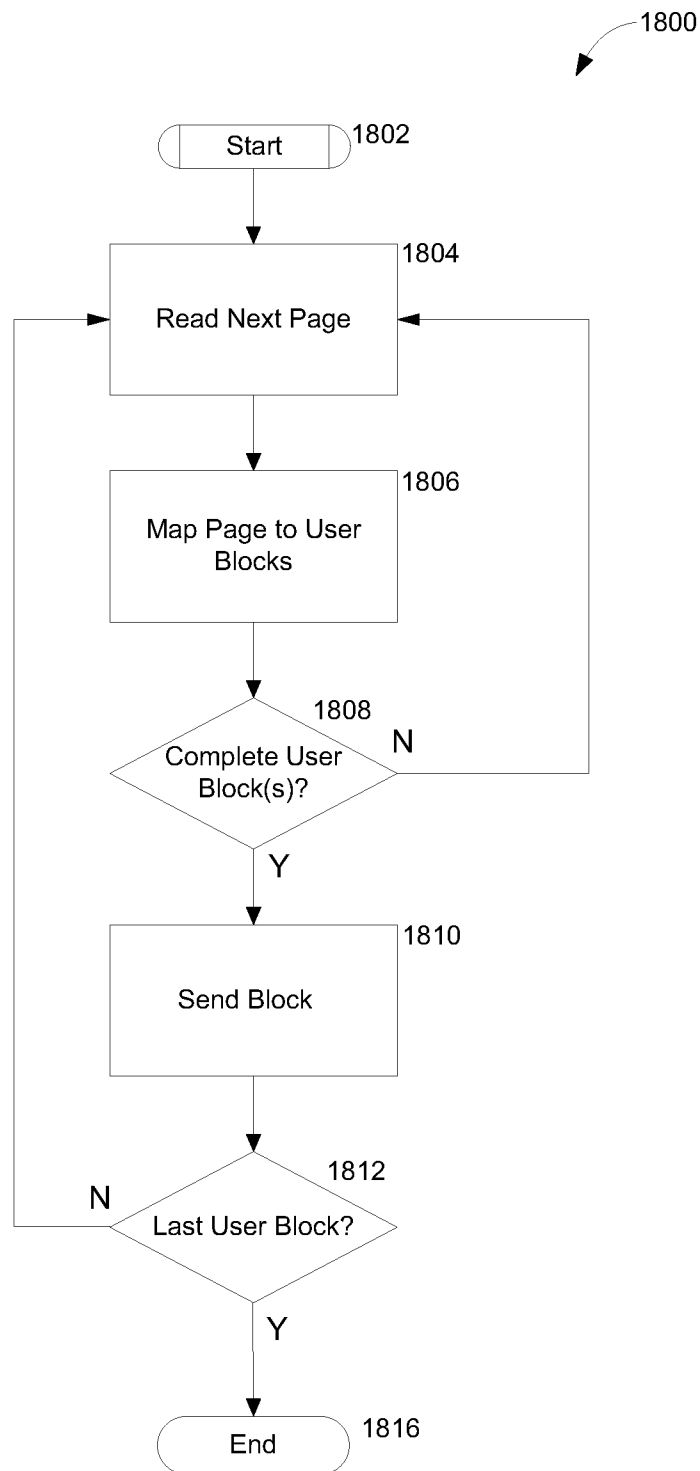 1800
Start
1802
1804
Read Next Page
1806
Map Page to User
Blocks
1808
Complete User
Block(s)?
N
Y
1810
Send Block
1812
N
Last User Block?
Y
1816
End